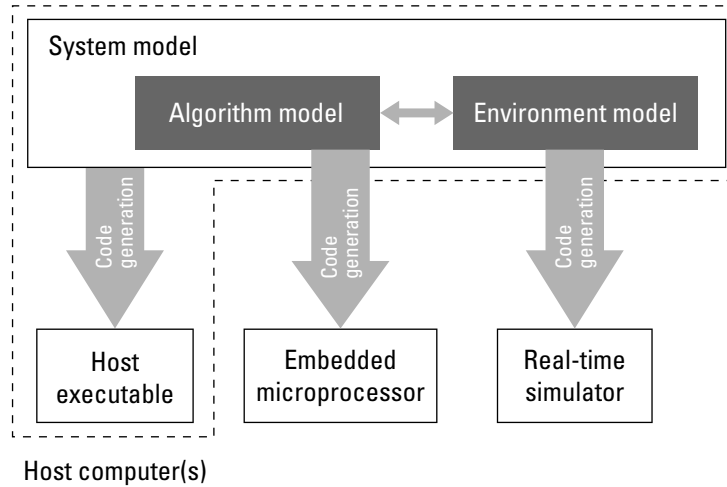 System model
Algorithm model
Environment model
Code
generation
Code
generation
Code
generation
Host
executable
Embedded
microprocessor
Real-time
simulator
Host computer(s)